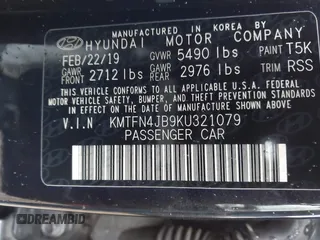 MANUFACTURED IN KOREA BY
HYUNDAI MOTOR COMPANY
FEB/22/19 GVWR 5490 lbs PAINT T5K
GAWR FRONT 2712 lbs GAWR REAR 2976 lbs TRIM RSS
THIS VEHICLE CONFORMS TO ALL APPLICABLE FEDERAL MOTOR VEHICLE SAFETY, BUMPER, AND THEFT PREVENTION STANDARDS IN EFFECT ON THE DATE OF MANUFACTURE SHOWN ABOVE.
V.I.N KMTFN4JB9KU321079
PASSENGER CAR
DREAMBID